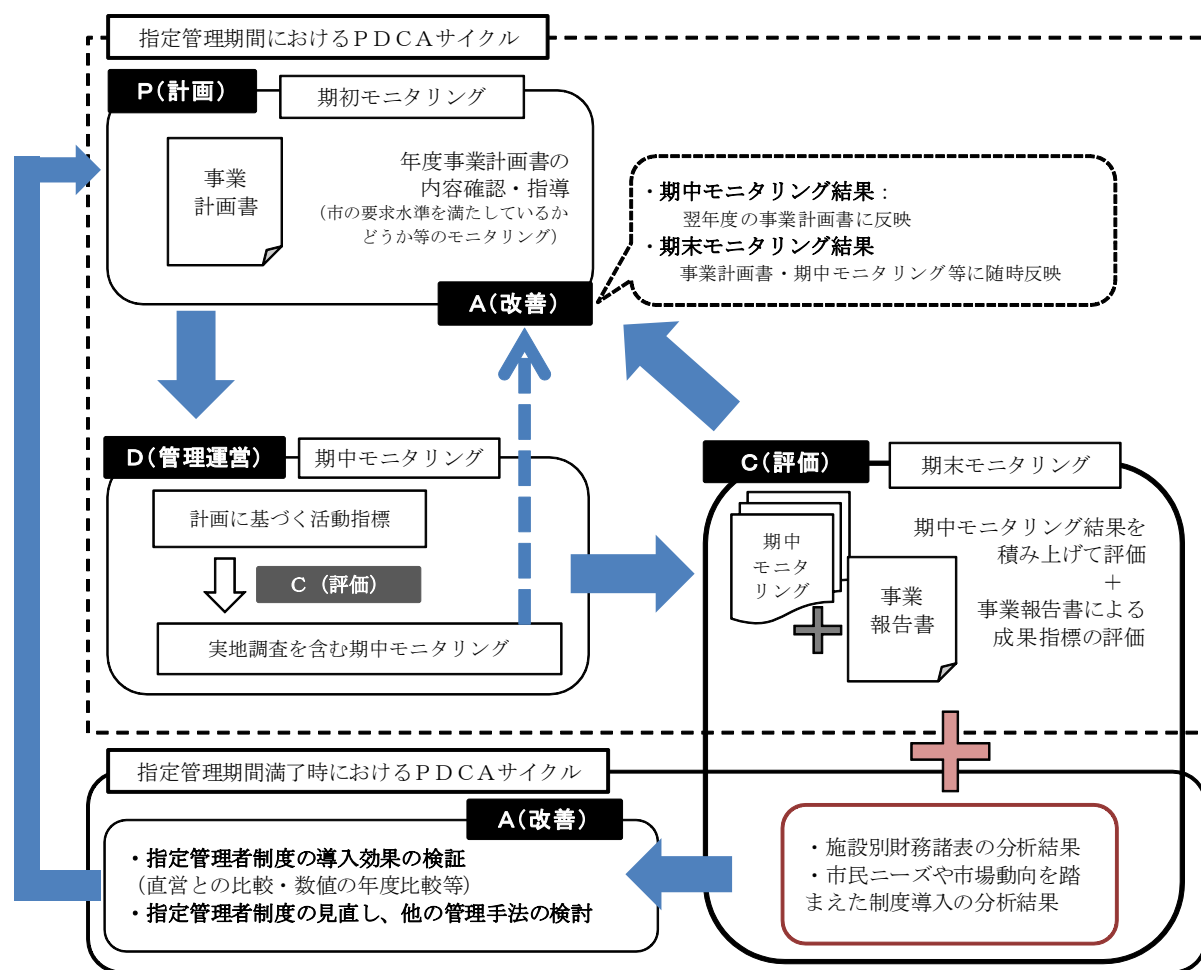 指定管理期間におけるPDCAサイクル
P(計画)
期初モニタリング
事業
計画書
年度事業計画書の
内容確認・指導
(市の要求水準を満たしているか
どうか等のモニタリング)
A(改善)
・期中モニタリング結果:
翌年度の事業計画書に反映
・期末モニタリング結果
事業計画書・期中モニタリング等に随時反映
D(管理運営)
期中モニタリング
計画に基づく活動指標
C (評価)
実地調査を含む期中モニタリング
C(評価)
期末モニタリング
期中
モニタ
リング
事業
報告書
期中モニタリング結果を
積み上げて評価
+
事業報告書による
成果指標の評価
指定管理期間満了時におけるPDCAサイクル
A(改善)
・指定管理者制度の導入効果の検証
(直営との比較・数値の年度比較等)
・指定管理者制度の見直し、他の管理手法の検討
・施設別財務諸表の分析結果
・市民ニーズや市場動向を踏
まえた制度導入の分析結果